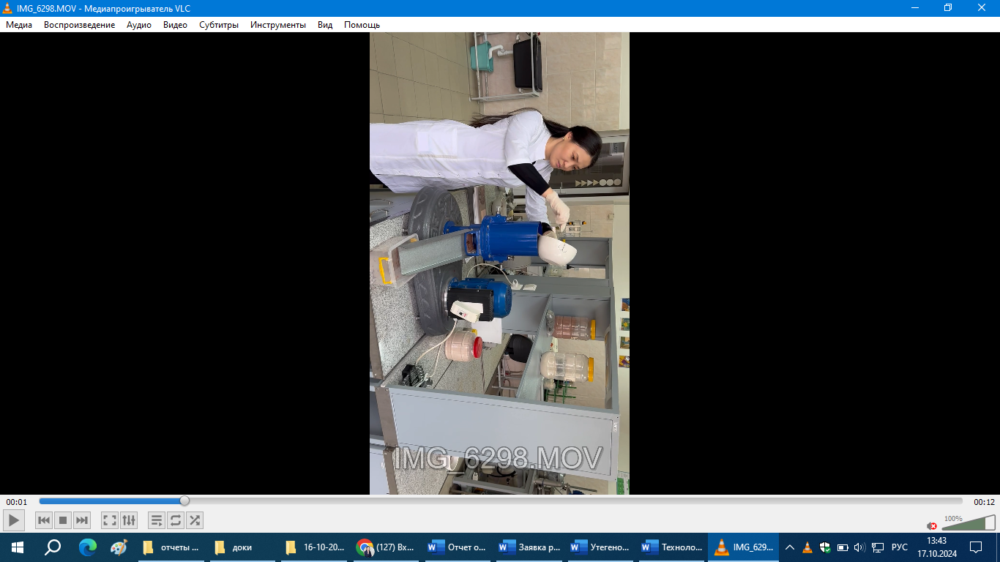 IMG_6298.MOV - Медиапроигрыватель VLC
Медиа Воспроизведение Аудио Видео Субтитры Инструменты Вид Помощь
IMG_6298.MOV
00:01
00:12
100%
отчеты ...
доки
16-10-20...
(127) Вх...
Отчет о...
Заявка р...
Утегено...
Техноло...
IMG_629...
РУС
13:43
17.10.2024